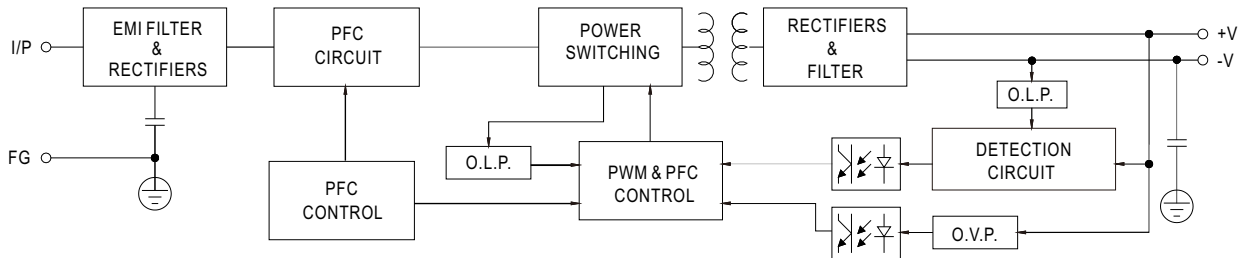 I/P
EMI FILTER
&
RECTIFIERS
PFC
CIRCUIT
POWER
SWITCHING
RECTIFIERS
&
FILTER
+V
-V
O.L.P.
FG
O.L.P.
PFC
CONTROL
PWM & PFC
CONTROL
DETECTION
CIRCUIT
O.V.P.